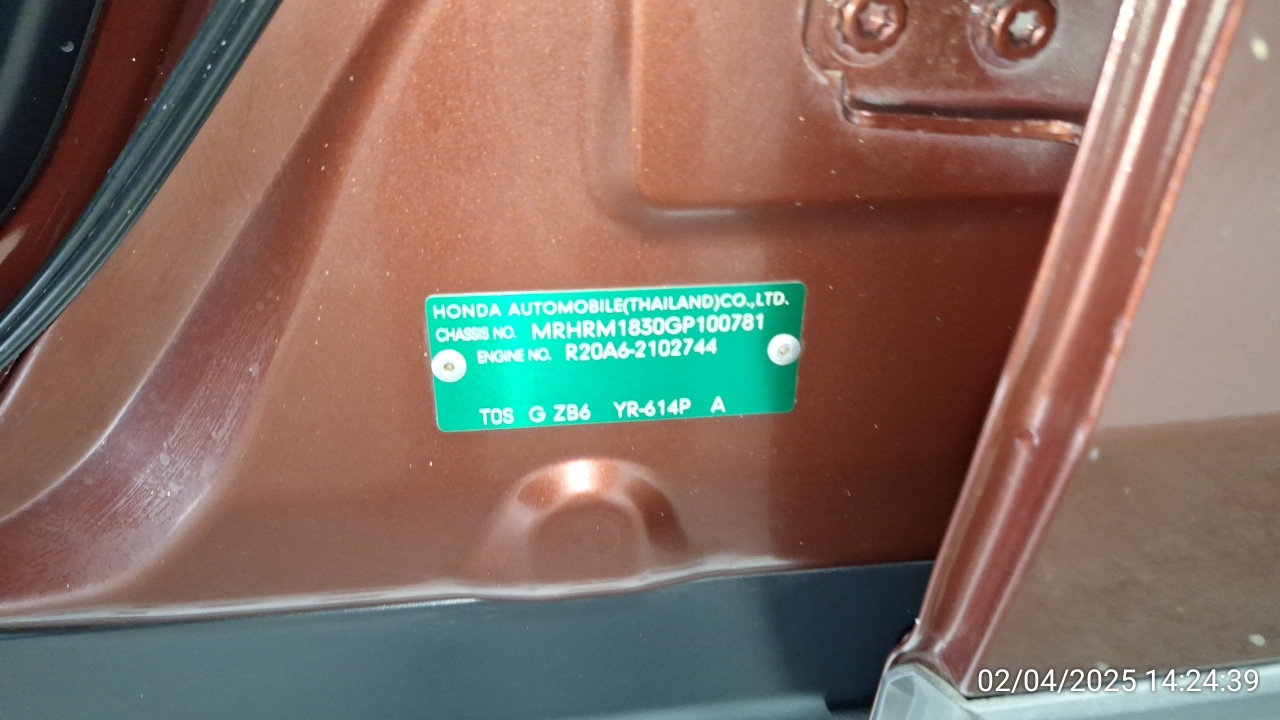 HONDA AUTOMOBILE(THAILAND)CO.,LTD.
CHASSIS NO. MRHRM1830GP100781
ENGINE NO. R20A6-2102744
T0S G ZB6 YR-614P A
02/04/2025 14:24:39